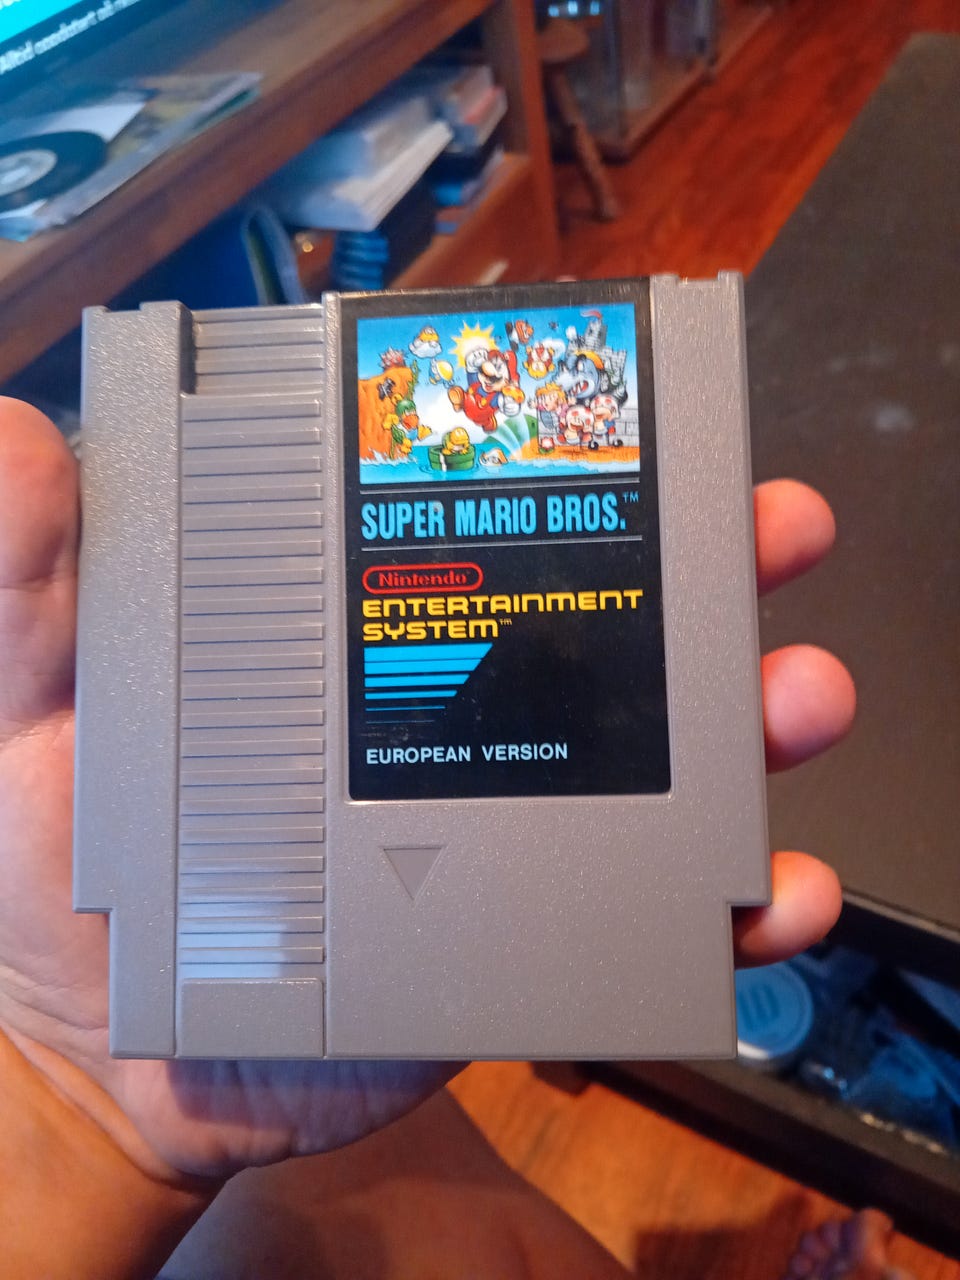 SUPER MARIO BROS.™
Nintendo®
ENTERTAINMENT
SYSTEM™
EUROPEAN VERSION